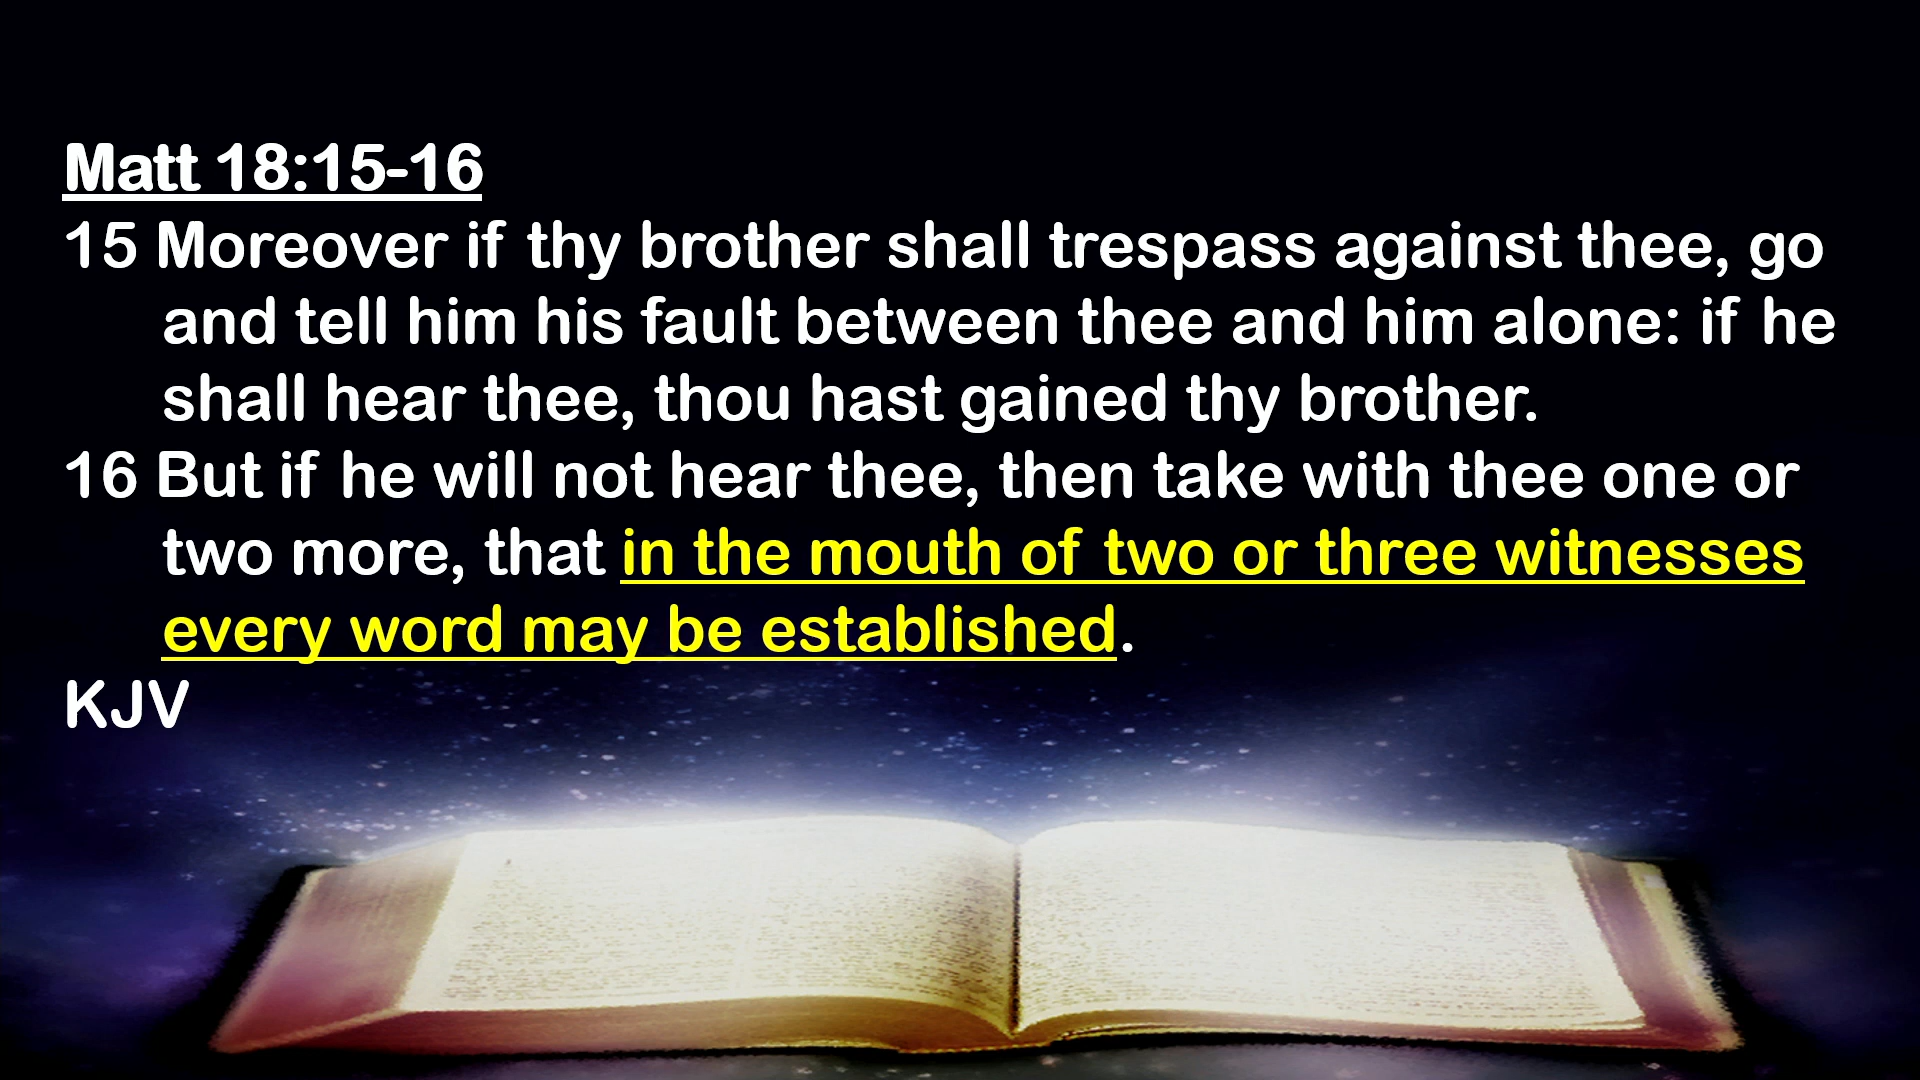 Matt 18:15-16
15 Moreover if thy brother shall trespass against thee, go
and tell him his fault between thee and him alone: if he
shall hear thee, thou hast gained thy brother.
16 But if he will not hear thee, then take with thee one or
two more, that in the mouth of two or three witnesses
every word may be established.
KJV